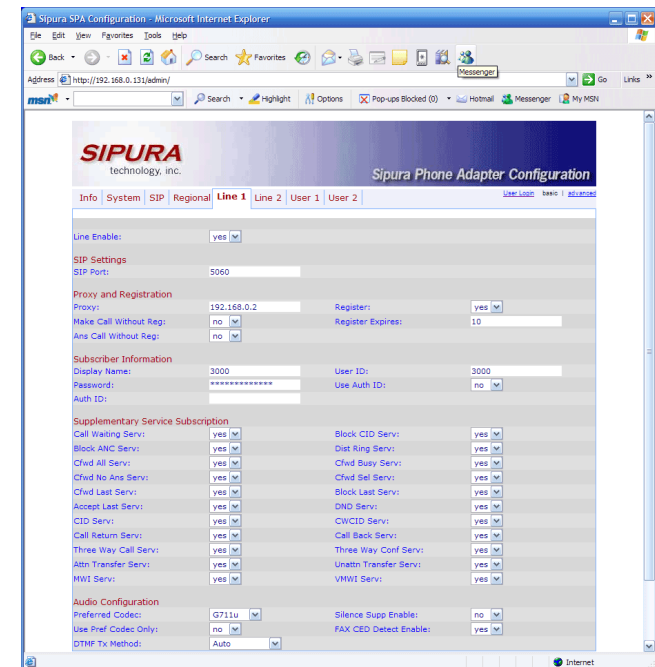 Sipura SPA Configuration - Microsoft Internet Explorer
File Edit View Favorites Tools Help
Back Search Favorites
Messenger
Address http://192.168.0.131/admin/ Go Links »
msn Search Highlight Options Pop-ups Blocked (0) Hotmail Messenger My MSN
SIPURA
technology, inc.
Sipura Phone Adapter Configuration
Info System SIP Regional Line 1 Line 2 User 1 User 2 User Login basic | advanced
Line Enable: yes
SIP Settings
SIP Port: 5060
Proxy and Registration
Proxy: 192.168.0.2 Register: yes
Make Call Without Reg: no Register Expires: 10
Ans Call Without Reg: no
Subscriber Information
Display Name: 3000 User ID: 3000
Password: ************* Use Auth ID: no
Auth ID:
Supplementary Service Subscription
Call Waiting Serv: yes Block CID Serv: yes
Block ANC Serv: yes Dist Ring Serv: yes
Cfwd All Serv: yes Cfwd Busy Serv: yes
Cfwd No Ans Serv: yes Cfwd Sel Serv: yes
Cfwd Last Serv: yes Block Last Serv: yes
Accept Last Serv: yes DND Serv: yes
CID Serv: yes CWCID Serv: yes
Call Return Serv: yes Call Back Serv: yes
Three Way Call Serv: yes Three Way Conf Serv: yes
Attn Transfer Serv: yes Unattn Transfer Serv: yes
MWI Serv: yes VMWI Serv: yes
Audio Configuration
Preferred Codec: G711u Silence Supp Enable: no
Use Pref Codec Only: no FAX CED Detect Enable: yes
DTMF Tx Method: Auto
Internet